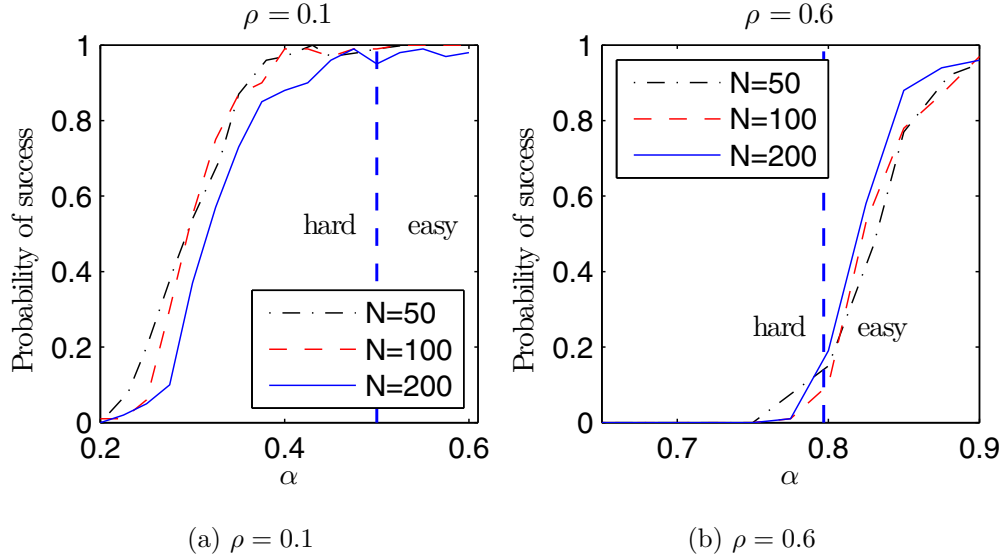 ρ = 0.1
Probability of success
1
0.8
0.6
0.4
0.2
0
hard
easy
N=50
N=100
N=200
0.2
0.4
0.6
α
(a) ρ = 0.1
ρ = 0.6
Probability of success
1
0.8
0.6
0.4
0.2
0
N=50
N=100
N=200
hard
easy
0.7
0.8
0.9
α
(b) ρ = 0.6